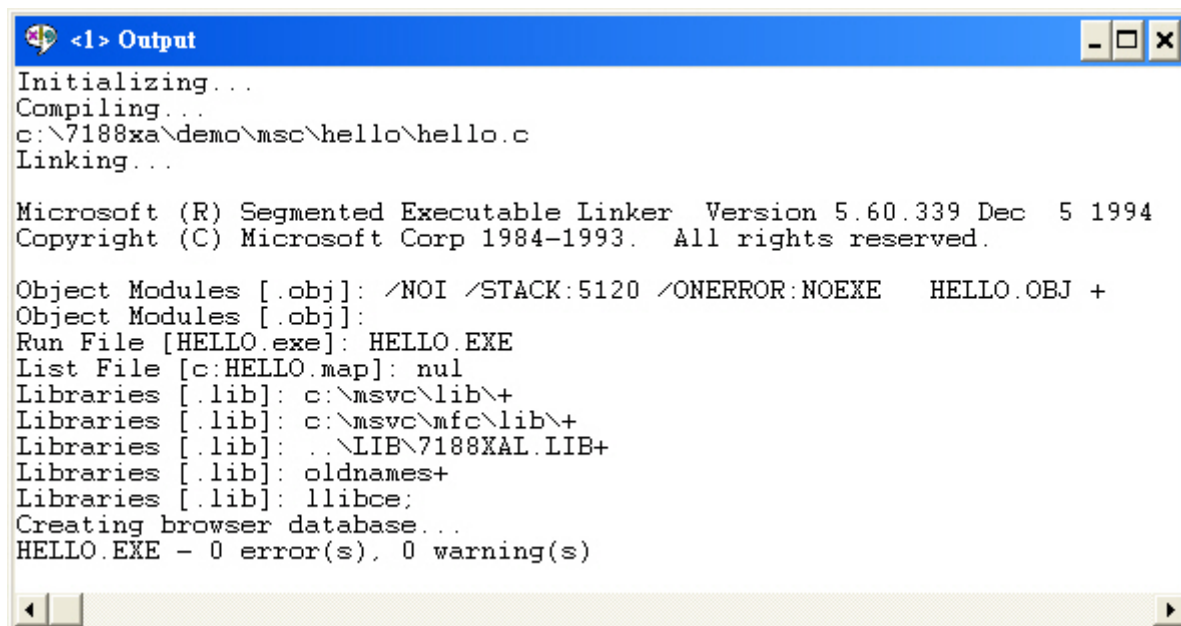 <1> Output
Initializing...
Compiling...
c:\7188xa\demo\msc\hello\hello.c
Linking...
Microsoft (R) Segmented Executable Linker  Version 5.60.339 Dec  5 1994
Copyright (C) Microsoft Corp 1984-1993.  All rights reserved.
Object Modules [.obj]: /NOI /STACK:5120 /ONERROR:NOEXE   HELLO.OBJ +
Object Modules [.obj]:
Run File [HELLO.exe]: HELLO.EXE
List File [c:HELLO.map]: nul
Libraries [.lib]: c:\msvc\lib\+
Libraries [.lib]: c:\msvc\mfc\lib\+
Libraries [.lib]: ..\LIB\7188XAL.LIB+
Libraries [.lib]: oldnames+
Libraries [.lib]: llibce;
Creating browser database...
HELLO.EXE - 0 error(s), 0 warning(s)